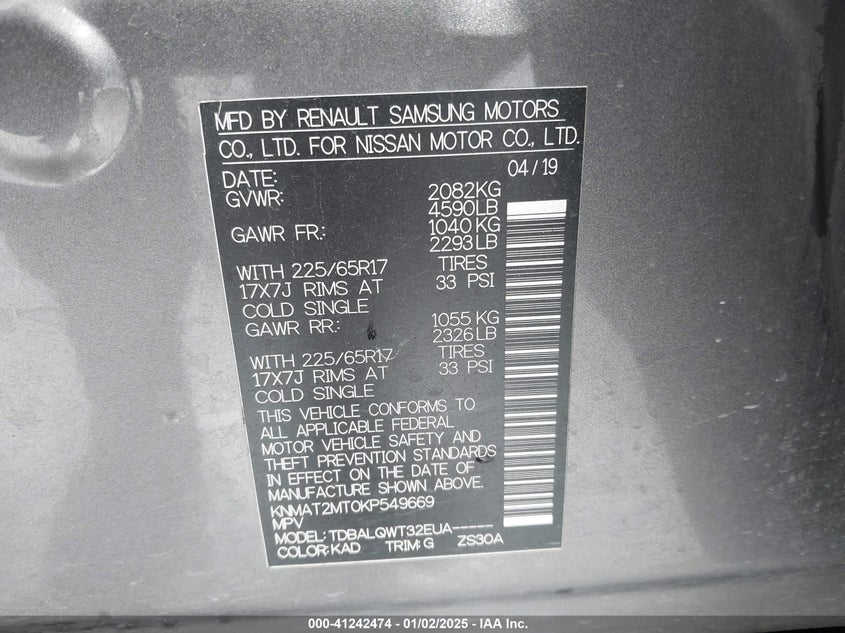 MFD BY RENAULT SAMSUNG MOTORS
CO., LTD. FOR NISSAN MOTOR CO., LTD.
DATE: 04/19
GVWR: 2082KG
4590LB
GAWR FR.: 1040 KG
2293 LB
WITH 225/65R17 TIRES
17X7J RIMS AT 33 PSI
COLD SINGLE
GAWR RR.: 1055 KG
2326 LB
WITH 225/65R17 TIRES
17X7J RIMS AT 33 PSI
COLD SINGLE
THIS VEHICLE CONFORMS TO
ALL APPLICABLE FEDERAL
MOTOR VEHICLE SAFETY AND
THEFT PREVENTION STANDARDS
IN EFFECT ON THE DATE OF
MANUFACTURE SHOWN ABOVE.
KNMAT2MT0KP549669
MPV
MODEL: TDBALQWT32EUA-----
COLOR: KAD TRIM: G ZS30A
000-41242474 - 01/02/2025 - IAA Inc.